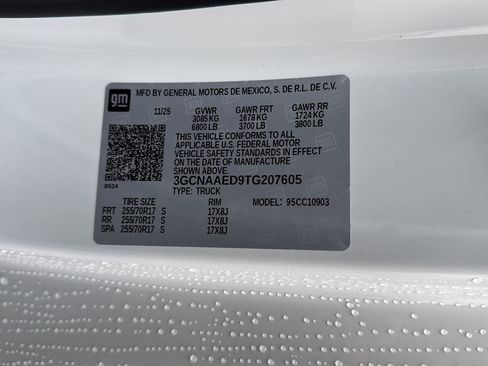 gm
MFD BY GENERAL MOTORS DE MEXICO, S. DE R.L. DE C.V.
11/25 GVWR GAWR FRT GAWR RR
3085 KG 1678 KG 1724 KG
6800 LB 3700 LB 3800 LB
THIS VEHICLE CONFORMS TO ALL
APPLICABLE U.S. FEDERAL MOTOR
VEHICLE SAFETY STANDARDS IN EFFECT
ON THE DATE OF MANUFACTURE
SHOWN ABOVE.
8624
3GCNAAED9TG207605
TYPE: TRUCK MODEL: 95CC10903
TIRE SIZE RIM
FRT 255/70R17 S 17X8J
RR 255/70R17 S 17X8J
SPA 255/70R17 S 17X8J